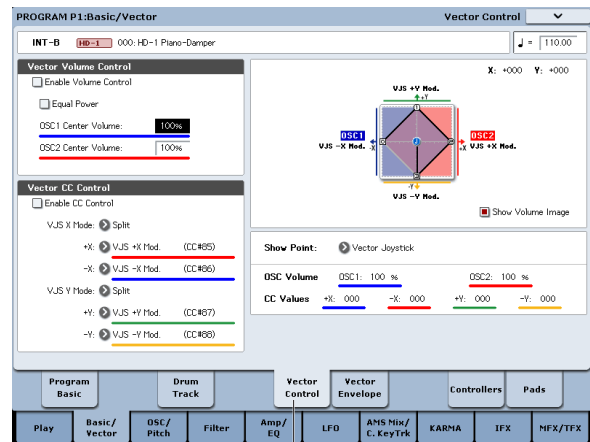 PROGRAM P1:Basic/Vector
Vector Control
INT-B HD-1 000: HD-1 Piano-Damper
♩ = 110.00
Vector Volume Control
Enable Volume Control
Equal Power
OSC1 Center Volume: 100%
OSC2 Center Volume: 100%
Vector CC Control
Enable CC Control
VJS X Mode: Split
+X: VJS +X Mod. (CC#85)
-X: VJS -X Mod. (CC#86)
VJS Y Mode: Split
+Y: VJS +Y Mod. (CC#87)
-Y: VJS -Y Mod. (CC#88)
X: +000 Y: +000
VJS +Y Mod.
+Y
OSC1
VJS -X Mod.
-X
OSC2
+X
VJS +X Mod.
-Y
VJS -Y Mod.
Show Volume Image
Show Point: Vector Joystick
OSC Volume OSC1: 100 % OSC2: 100 %
CC Values +X: 000 -X: 000 +Y: 000 -Y: 000
Program Basic
Drum Track
Vector Control
Vector Envelope
Controllers
Pads
Play
Basic/ Vector
OSC/ Pitch
Filter
Amp/ EQ
LFO
AMS Mix/ C.KeyTrk
KARMA
IFX
MFX/TFX